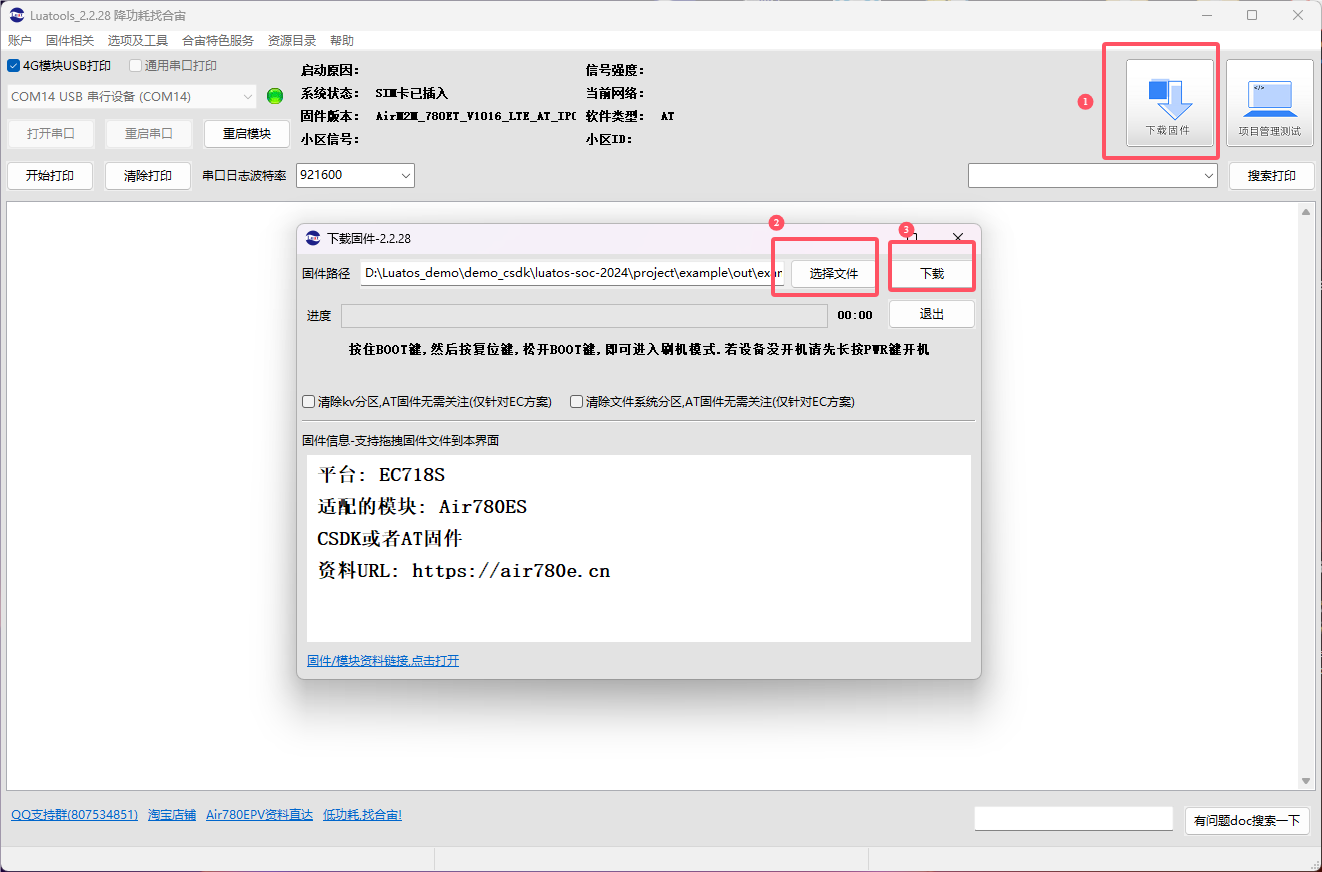 Luatools_2.2.28 降功耗找合宙
账户 固件相关 选项及工具 合宙特色服务 资源目录 帮助
4G模块USB打印 通用串口打印
COM14 USB 串行设备 (COM14)
打开串口 重启串口 重启模块
启动原因: 信号强度:
系统状态: SIM卡已插入 当前网络:
固件版本: AirM2M_780ET_V1016_LTE_AT_IPC 软件类型: AT
小区信号: 小区ID:
1
下载固件 项目管理测试
开始打印 清除打印 串口日志波特率 921600 搜索打印
2
3
下载固件-2.2.28
固件路径 D:\Luatos_demo\demo_csdk\luatos-soc-2024\project\example\out\exar 选择文件 下载
进度 00:00 退出
按住BOOT键,然后按复位键,松开BOOT键,即可进入刷机模式.若设备没开机请先长按PWR键开机
清除kv分区,AT固件无需关注(仅针对EC方案) 清除文件系统分区,AT固件无需关注(仅针对EC方案)
固件信息-支持拖拽固件文件到本界面
平台: EC718S
适配的模块: Air780ES
CSDK或者AT固件
资料URL: https://air780e.cn
固件/模块资料链接,点击打开
QQ支持群(807534851) 淘宝店铺 Air780EPV资料直达 低功耗,找合宙!
有问题doc搜索一下